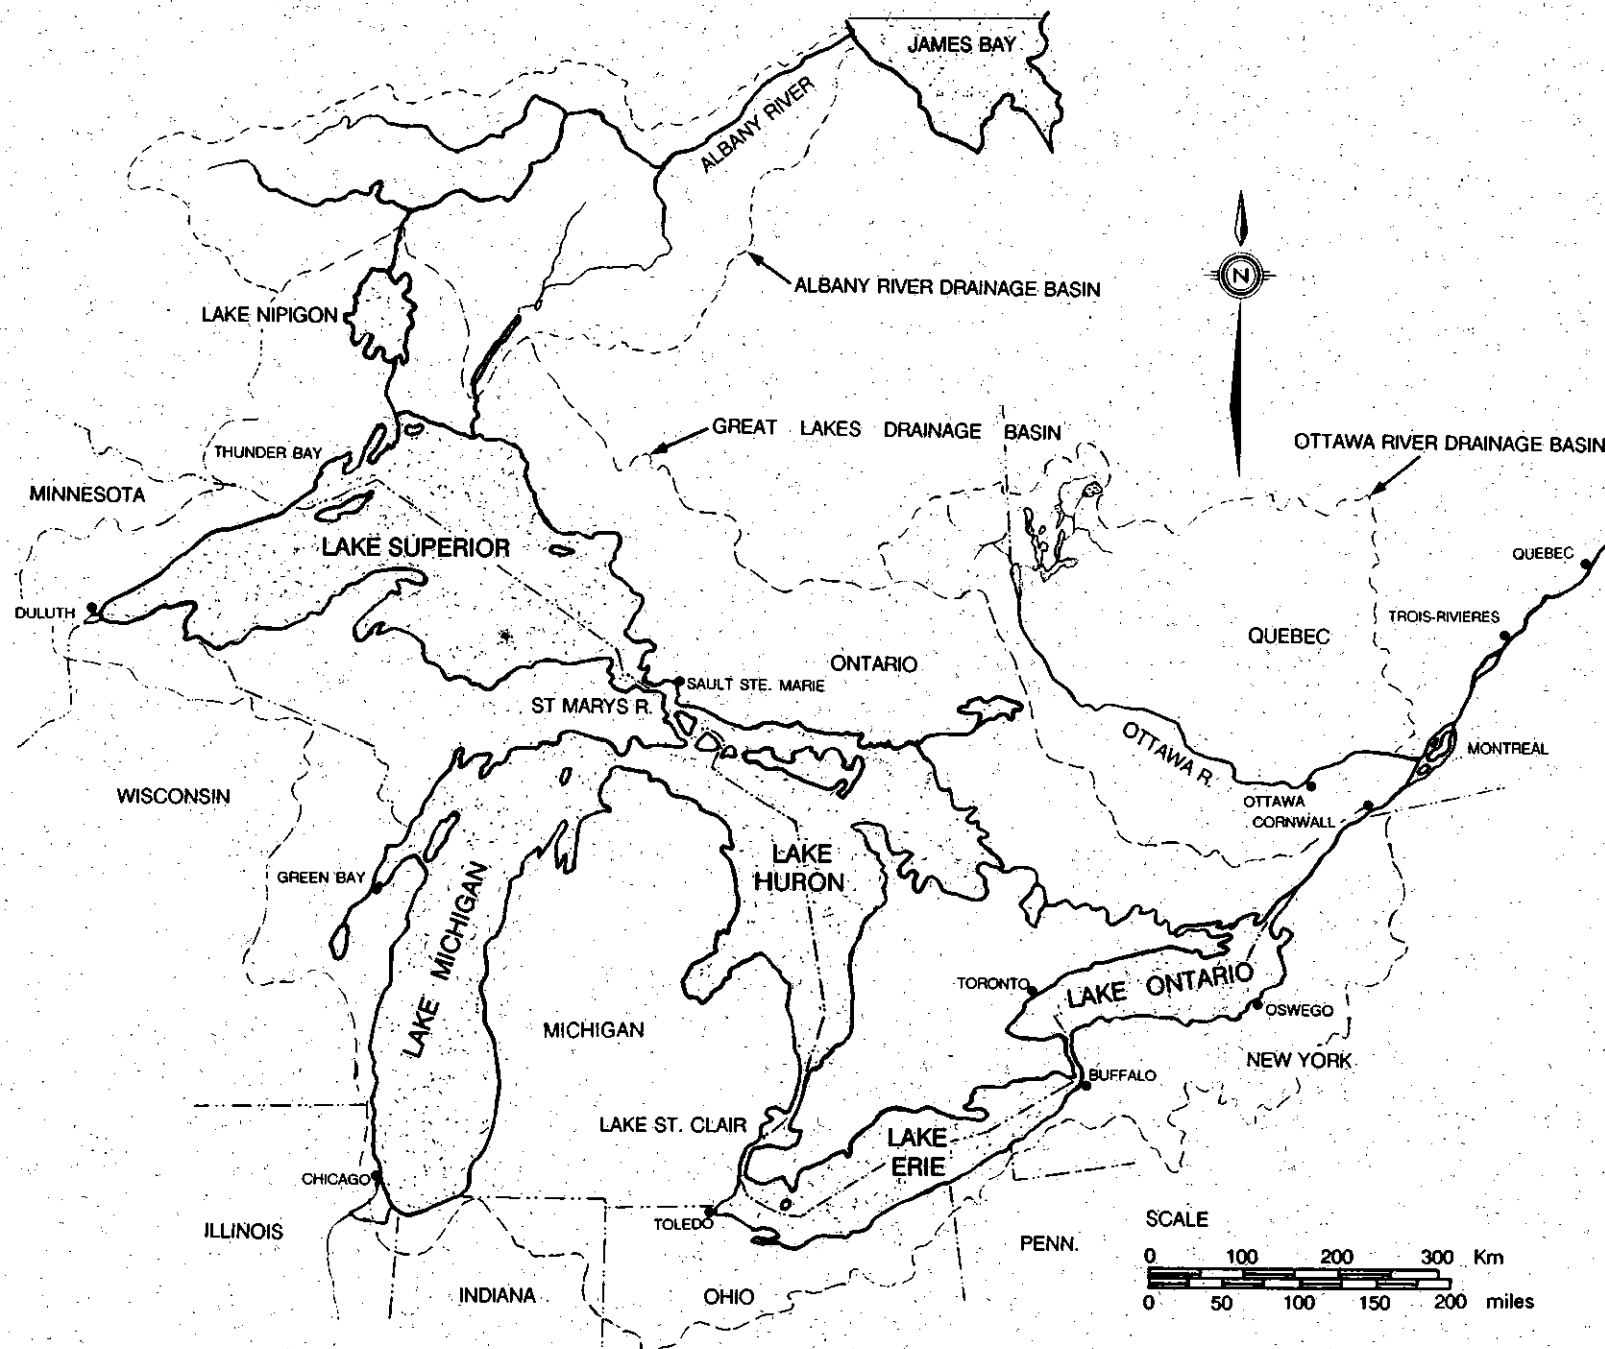 JAMES BAY
ALBANY RIVER
N
ALBANY RIVER DRAINAGE BASIN
LAKE NIPIGON
GREAT LAKES DRAINAGE BASIN
OTTAWA RIVER DRAINAGE BASIN
THUNDER BAY
MINNESOTA
LAKE SUPERIOR
QUEBEC
DULUTH
TROIS-RIVIERES
QUEBEC
ONTARIO
SAULT STE. MARIE
ST MARYS R.
OTTAWA R.
MONTREAL
WISCONSIN
OTTAWA
CORNWALL
LAKE
HURON
GREEN BAY
LAKE MICHIGAN
TORONTO
LAKE ONTARIO
OSWEGO
MICHIGAN
NEW YORK
BUFFALO
LAKE ST. CLAIR
LAKE
ERIE
CHICAGO
TOLEDO
ILLINOIS
PENN.
INDIANA
OHIO
SCALE
0 100 200 300 Km
0 50 100 150 200 miles